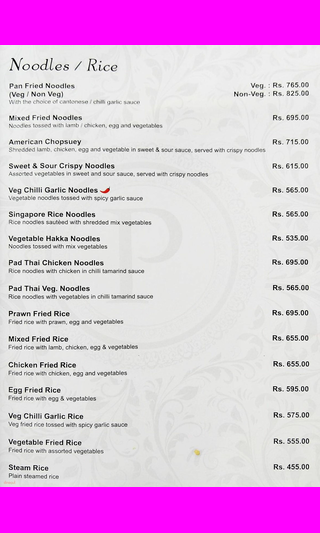 Noodles / Rice
Pan Fried Noodles Veg. : Rs. 765.00
(Veg / Non Veg) Non-Veg. : Rs. 825.00
With the choice of cantonese / chilli garlic sauce
Mixed Fried Noodles Rs. 695.00
Noodles tossed with lamb / chicken, egg and vegetables
American Chopsuey Rs. 715.00
Shredded lamb, chicken, egg and vegetable in sweet & sour sauce, served with crispy noodles
Sweet & Sour Crispy Noodles Rs. 615.00
Assorted vegetables in sweet and sour sauce, served with crispy noodles
Veg Chilli Garlic Noodles Rs. 565.00
Vegetable noodles tossed with spicy garlic sauce
Singapore Rice Noodles Rs. 565.00
Rice noodles sautéed with shredded mix vegetables
Vegetable Hakka Noodles Rs. 535.00
Noodles tossed with mix vegetables
Pad Thai Chicken Noodles Rs. 695.00
Rice noodles with chicken in chilli tamarind sauce
Pad Thai Veg. Noodles Rs. 565.00
Rice noodles with vegetables in chilli tamarind sauce
Prawn Fried Rice Rs. 695.00
Fried rice with prawn, egg and vegetables
Mixed Fried Rice Rs. 655.00
Fried rice with lamb, chicken, egg & vegetables
Chicken Fried Rice Rs. 655.00
Fried rice with chicken, egg and vegetables
Egg Fried Rice Rs. 595.00
Fried rice with egg & vegetables
Veg Chilli Garlic Rice Rs. 575.00
Veg fried rice tossed with spicy garlic sauce
Vegetable Fried Rice Rs. 555.00
Fried rice with assorted vegetables
Steam Rice Rs. 455.00
Plain steamed rice